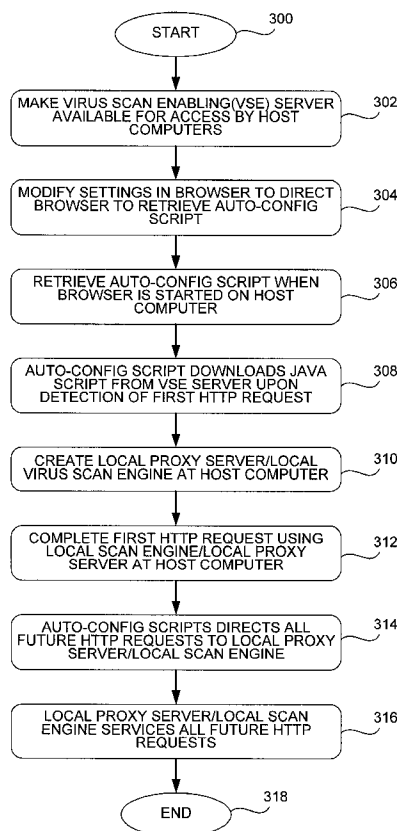 START
300
MAKE VIRUS SCAN ENABLING(VSE) SERVER
AVAILABLE FOR ACCESS BY HOST
COMPUTERS
302
MODIFY SETTINGS IN BROWSER TO DIRECT
BROWSER TO RETRIEVE AUTO-CONFIG
SCRIPT
304
RETRIEVE AUTO-CONFIG SCRIPT WHEN
BROWSER IS STARTED ON HOST
COMPUTER
306
AUTO-CONFIG SCRIPT DOWNLOADS JAVA
SCRIPT FROM VSE SERVER UPON
DETECTION OF FIRST HTTP REQUEST
308
CREATE LOCAL PROXY SERVER/LOCAL
VIRUS SCAN ENGINE AT HOST COMPUTER
310
COMPLETE FIRST HTTP REQUEST USING
LOCAL SCAN ENGINE/LOCAL PROXY
SERVER AT HOST COMPUTER
312
AUTO-CONFIG SCRIPTS DIRECTS ALL
FUTURE HTTP REQUESTS TO LOCAL PROXY
SERVER/LOCAL SCAN ENGINE
314
LOCAL PROXY SERVER/LOCAL SCAN
ENGINE SERVICES ALL FUTURE HTTP
REQUESTS
316
END
318